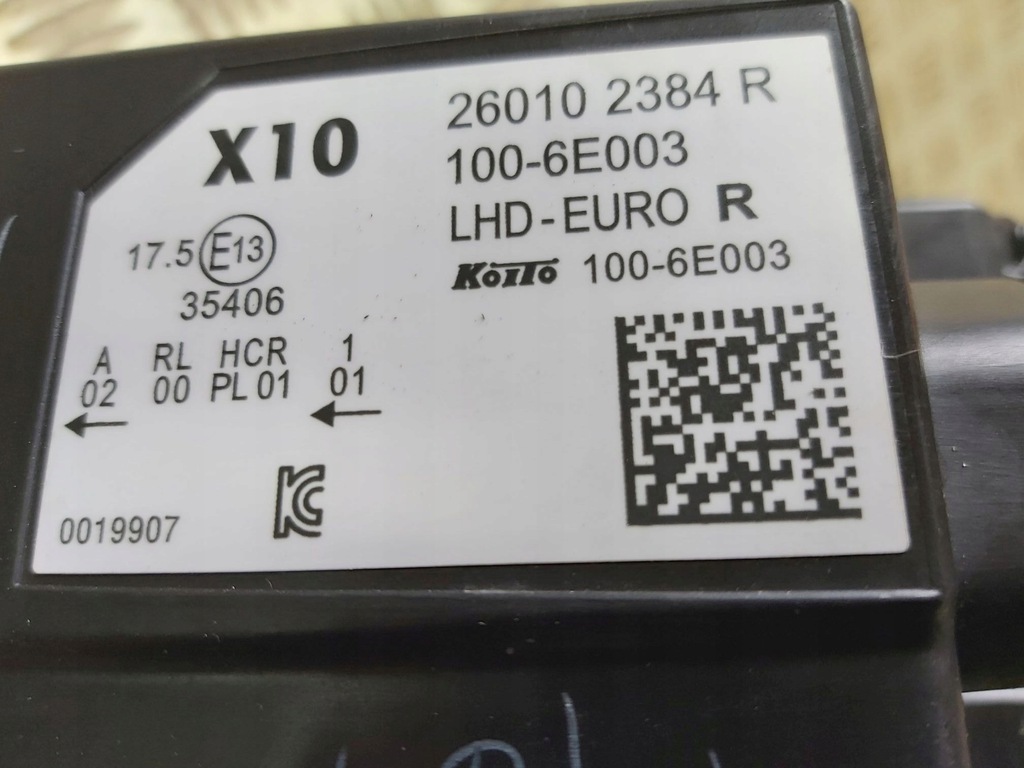 X10
26010 2384 R
100-6E003
LHD-EURO R
KOITO 100-6E003
17.5 E13
35406
A RL HCR 1
02 00 PL 01 01
KC
0019907